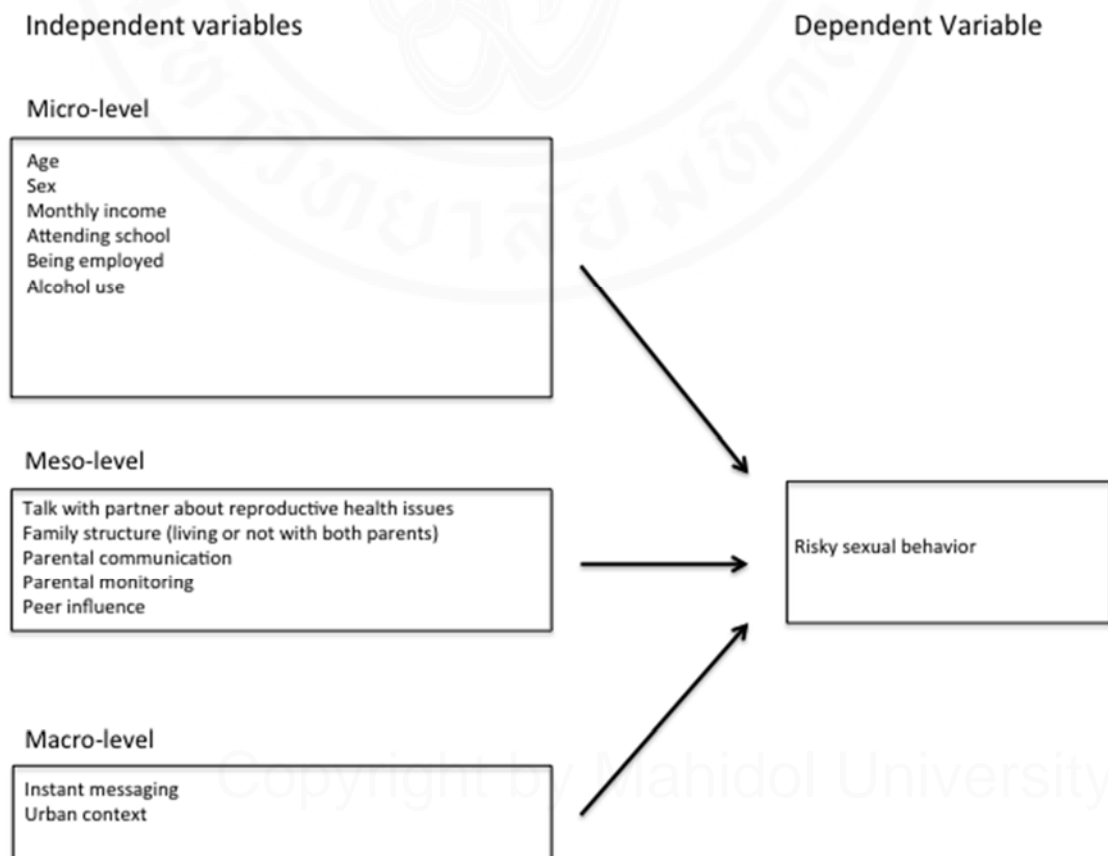 Independent variables
Dependent Variable
Micro-level
Age
Sex
Monthly income
Attending school
Being employed
Alcohol use
Meso-level
Talk with partner about reproductive health issues
Family structure (living or not with both parents)
Parental communication
Parental monitoring
Peer influence
Risky sexual behavior
Macro-level
Instant messaging
Urban context
Copyright by Mahidol University